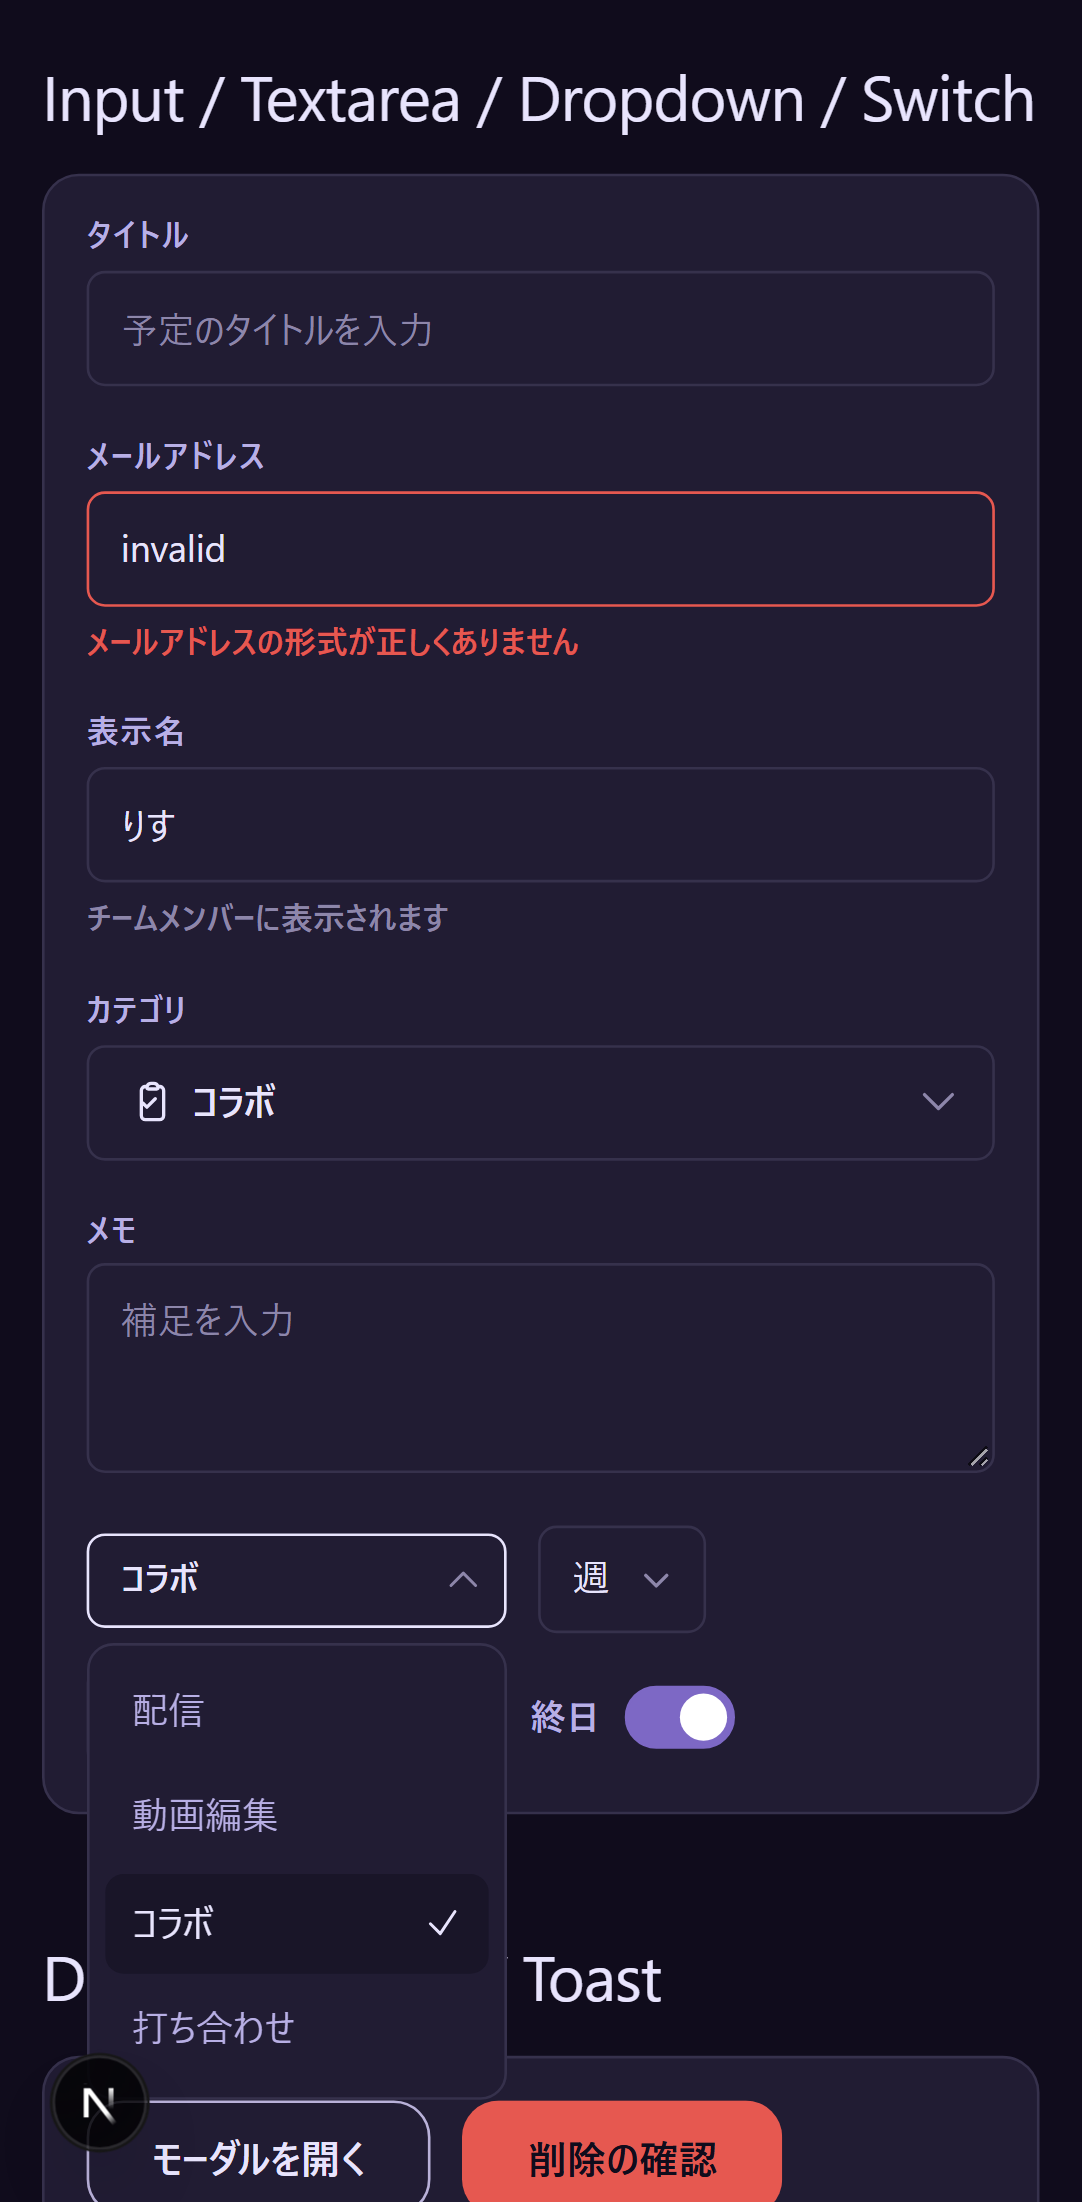 Input / Textarea / Dropdown / Switch
タイトル
予定のタイトルを入力
メールアドレス
invalid
メールアドレスの形式が正しくありません
表示名
りす
チームメンバーに表示されます
カテゴリ
コラボ
メモ
補足を入力
コラボ
週
配信
終日
動画編集
コラボ
打ち合わせ
D
Toast
N
モーダルを開く
削除の確認